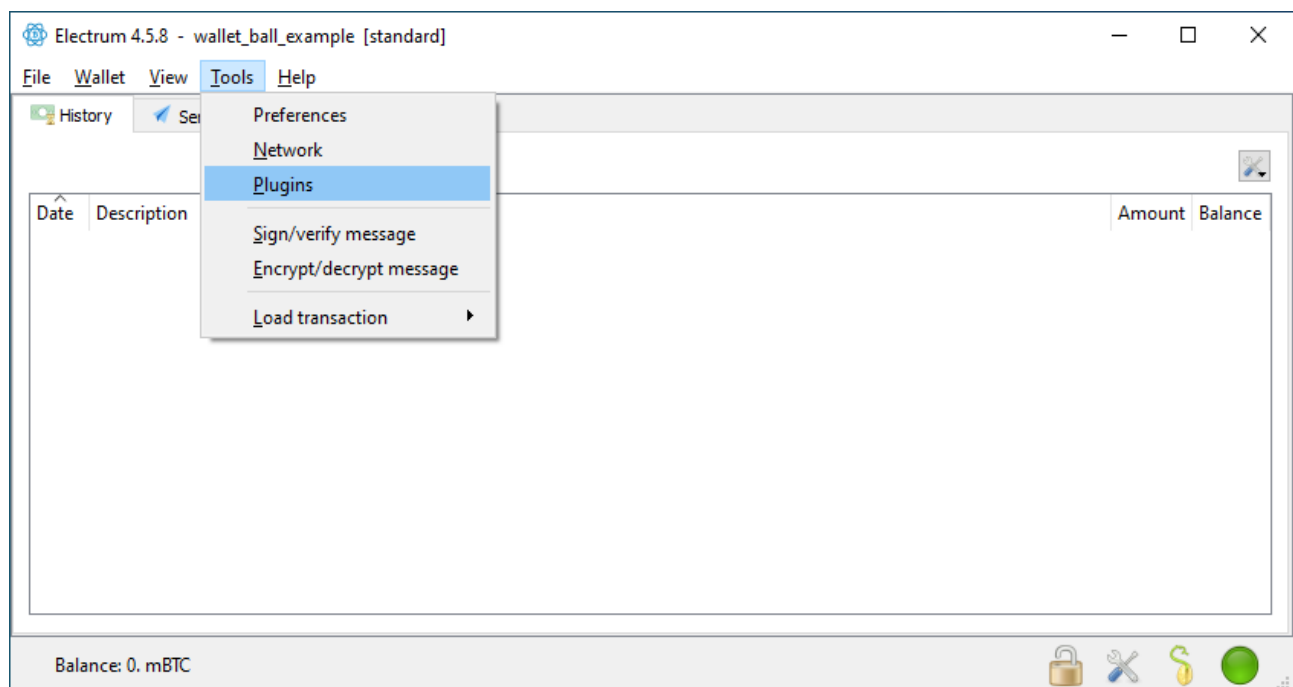 Electrum 4.5.8 - wallet_ball_example [standard]
File Wallet View Tools Help
History
Preferences
Network
Plugins
Sign/verify message
Encrypt/decrypt message
Load transaction
Date Description Amount Balance
Balance: 0. mBTC